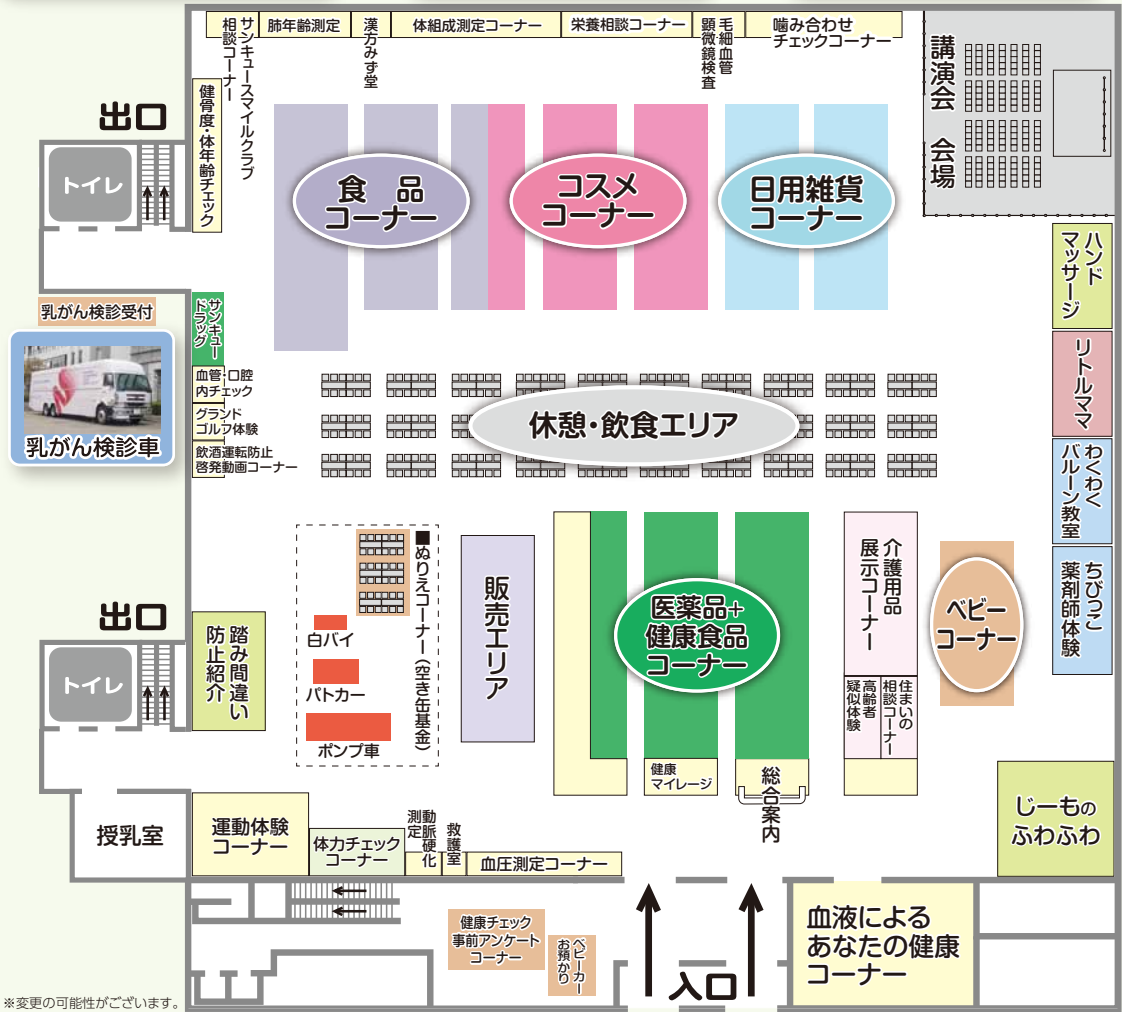 サンキュースマイルクラブ
相談コーナー
肺年齢測定
漢方みず堂
体組成測定コーナー
栄養相談コーナー
毛細血管
顕微鏡検査
噛み合わせ
チェックコーナー
講演会 会場
出口
トイレ
健骨度・体年齢チェック
食品
コーナー
コスメ
コーナー
日用雑貨
コーナー
ハンド
マッサージ
リトルママ
わくわく
バルーン教室
ちびっこ
薬剤師体験
乳がん検診受付
乳がん検診車
サンキュー
ドラッグ
血管・口腔
内チェック
グランド
ゴルフ体験
飲酒運転防止
啓発動画コーナー
休憩・飲食エリア
■ぬりえコーナー（空き缶基金）
白バイ
パトカー
ポンプ車
販売エリア
医薬品+
健康食品
コーナー
健康
マイレージ
総合案内
介護用品
展示コーナー
住まいの
相談コーナー
高齢者
疑似体験
ベビー
コーナー
出口
トイレ
踏み間違い
防止紹介
授乳室
運動体験
コーナー
体力チェック
コーナー
動脈硬化
測定
救護室
血圧測定コーナー
じーもの
ふわふわ
健康チェック
事前アンケート
コーナー
ベビーカー
お預かり
入口
血液による
あなたの健康
コーナー
※変更の可能性がございます。